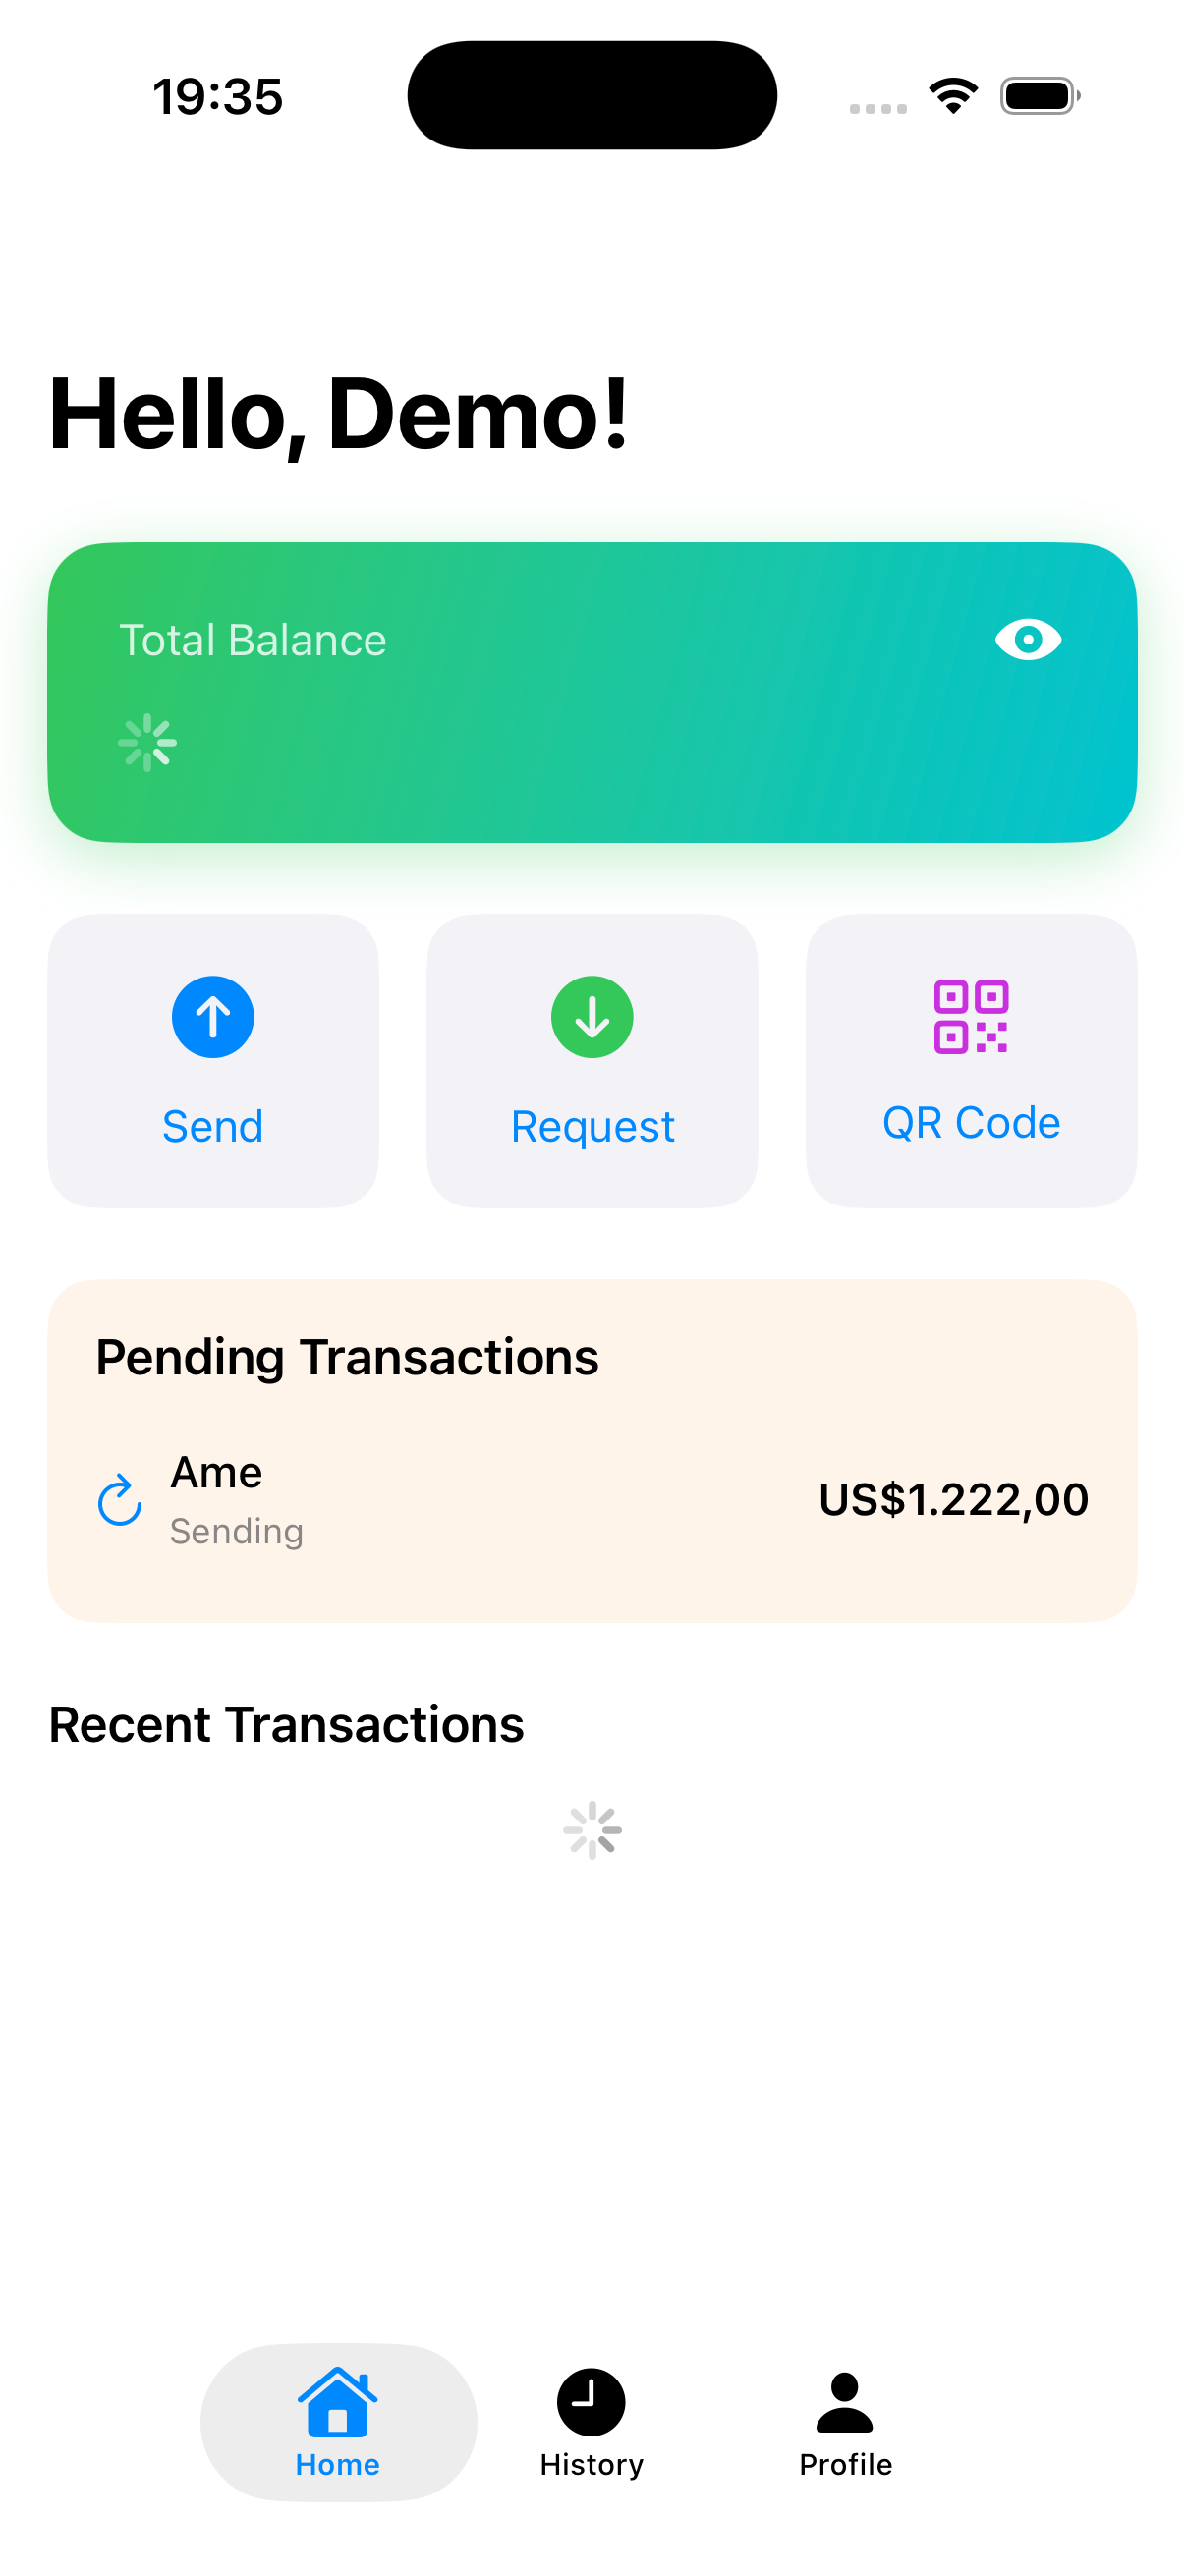 19:35
Hello, Demo!
Total Balance
Send
Request
QR Code
Pending Transactions
Ame
Sending
US$1.222,00
Recent Transactions
Home
History
Profile